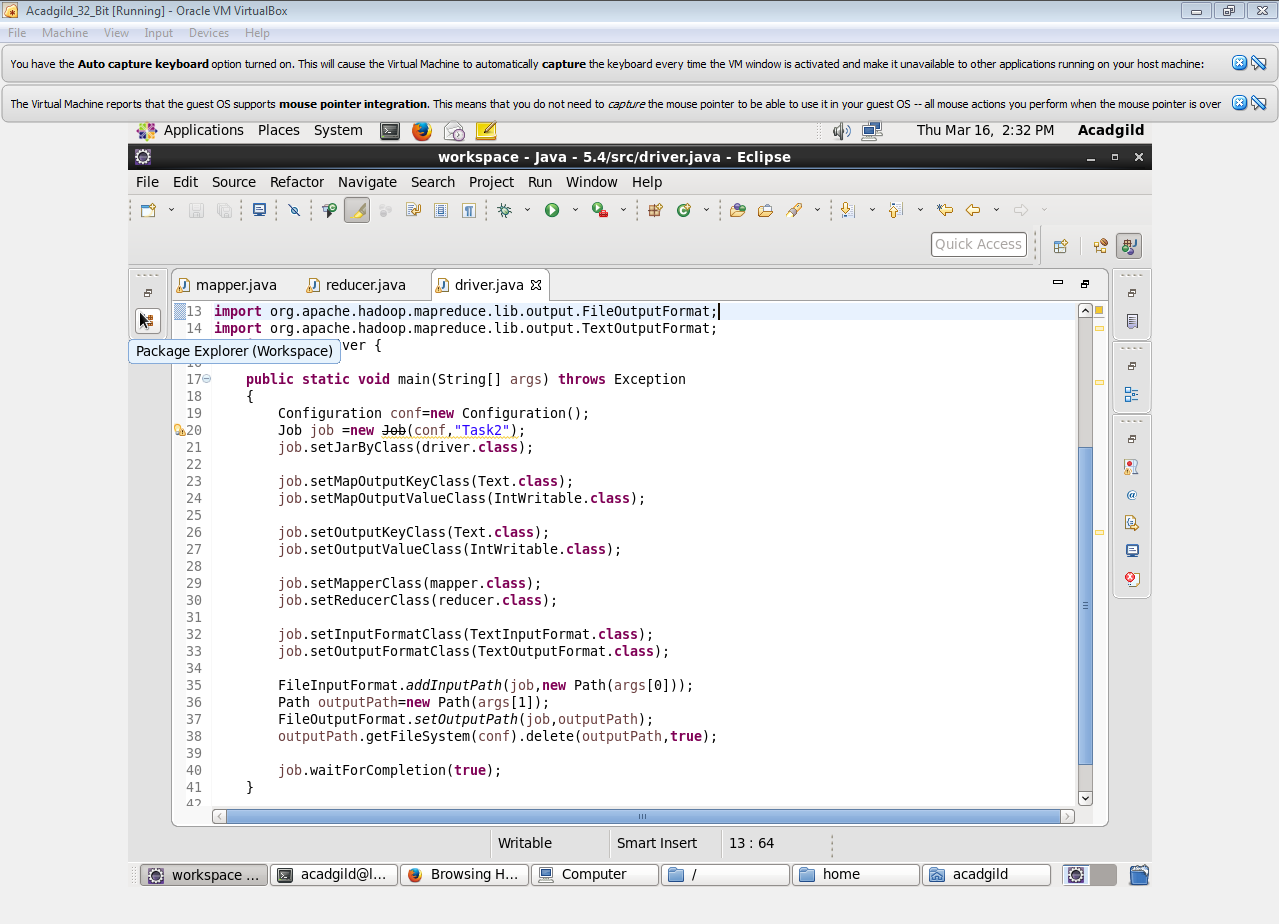 Acadgild_32_Bit [Running] - Oracle VM VirtualBox
File Machine View Input Devices Help
You have the Auto capture keyboard option turned on. This will cause the Virtual Machine to automatically capture the keyboard every time the VM window is activated and make it unavailable to other applications running on your host machine:
The Virtual Machine reports that the guest OS supports mouse pointer integration. This means that you do not need to capture the mouse pointer to be able to use it in your guest OS -- all mouse actions you perform when the mouse pointer is over
Applications Places System Thu Mar 16, 2:32 PM Acadgild
workspace - Java - 5.4/src/driver.java - Eclipse
File Edit Source Refactor Navigate Search Project Run Window Help
Quick Access
mapper.java reducer.java driver.java
13 import org.apache.hadoop.mapreduce.lib.output.FileOutputFormat;
14 import org.apache.hadoop.mapreduce.lib.output.TextOutputFormat;
Package Explorer (Workspace) ver {
17 public static void main(String[] args) throws Exception
18 {
19 Configuration conf=new Configuration();
20 Job job =new Job(conf,"Task2");
21 job.setJarByClass(driver.class);
22
23 job.setMapOutputKeyClass(Text.class);
24 job.setMapOutputValueClass(IntWritable.class);
25
26 job.setOutputKeyClass(Text.class);
27 job.setOutputValueClass(IntWritable.class);
28
29 job.setMapperClass(mapper.class);
30 job.setReducerClass(reducer.class);
31
32 job.setInputFormatClass(TextInputFormat.class);
33 job.setOutputFormatClass(TextOutputFormat.class);
34
35 FileInputFormat.addInputPath(job,new Path(args[0]));
36 Path outputPath=new Path(args[1]);
37 FileOutputFormat.setOutputPath(job,outputPath);
38 outputPath.getFileSystem(conf).delete(outputPath,true);
39
40 job.waitForCompletion(true);
41 }
42
Writable Smart Insert 13 : 64
workspace ... acadgild@l... Browsing H... Computer / home acadgild